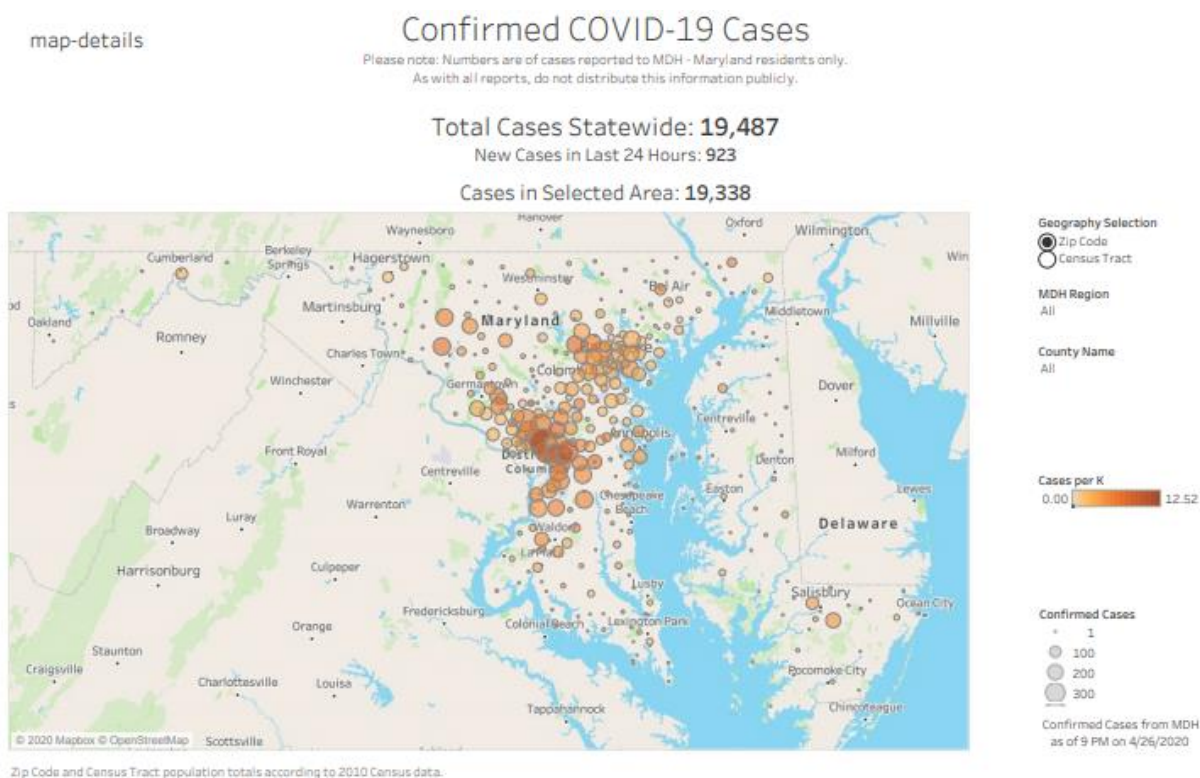 map-details
Confirmed COVID-19 Cases
Please note: Numbers are of cases reported to MDH - Maryland residents only.
As with all reports, do not distribute this information publicly.
Total Cases Statewide: 19,487
New Cases in Last 24 Hours: 923
Cases in Selected Area: 19,338
Hanover
Waynesboro
Oxford
Wilmington
Cumberland
Berkeley
Springs
Hagerstown
Westminster
Bel Air
Win
Martinsburg
Middletown
Oakland
Maryland
Millville
Romney
Charles Town
Winchester
Germantown
Dover
Centreville
Annapolis
Front Royal
Denton
Milford
Centreville
Easton
Lewes
Warrenton
Chesapeake
Beach
Luray
Broadway
Waldorf
Delaware
La Plata
Harrisonburg
Culpeper
Lusby
Salisbury
Ocean City
Fredericksburg
Colonial Beach
Lexington Park
Orange
Staunton
Craigsville
Charlottesville
Louisa
Pocomoke City
Tappahannock
Chincoteague
Scottsville
© 2020 Mapbox © OpenStreetMap
Geography Selection
Zip Code
Census Tract
MDH Region
All
County Name
All
Cases per K
0.00 12.52
Confirmed Cases
1
100
200
300
Confirmed Cases from MDH
as of 9 PM on 4/26/2020
Zip Code and Census Tract population totals according to 2010 Census data.